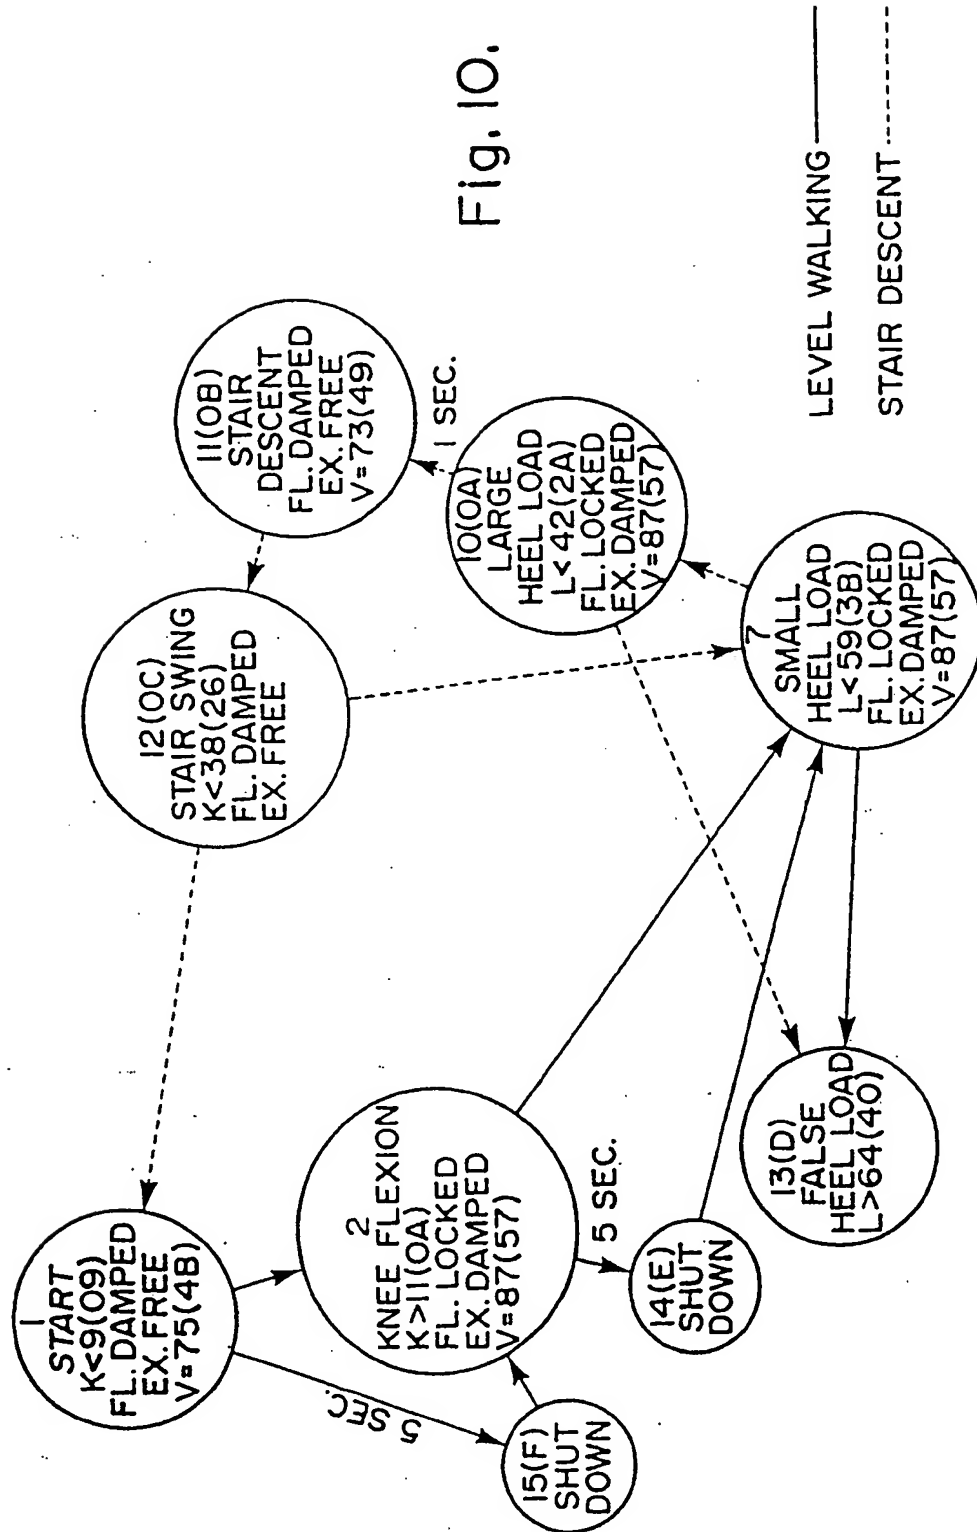 1
START
K<9(09)
FL. DAMPED
EX. FREE
V=75(4B)
12(0C)
STAIR SWING
K<38(26)
FL. DAMPED
EX. FREE
11(0B)
STAIR
DESCENT
FL. DAMPED
EX. FREE
V=73(49)
5 SEC.
1 SEC.
15(F)
SHUT
DOWN
2
KNEE FLEXION
K>11(0A)
FL. LOCKED
EX. DAMPED
V=87(57)
10(0A)
LARGE
HEEL LOAD
L<42(2A)
FL. LOCKED
EX. DAMPED
V=87(57)
5 SEC.
14(E)
SHUT
DOWN
13(D)
FALSE
HEEL LOAD
L>64(40)
7
SMALL
HEEL LOAD
L<59(3B)
FL. LOCKED
EX. DAMPED
V=87(57)
Fig. 10.
LEVEL WALKING
STAIR DESCENT